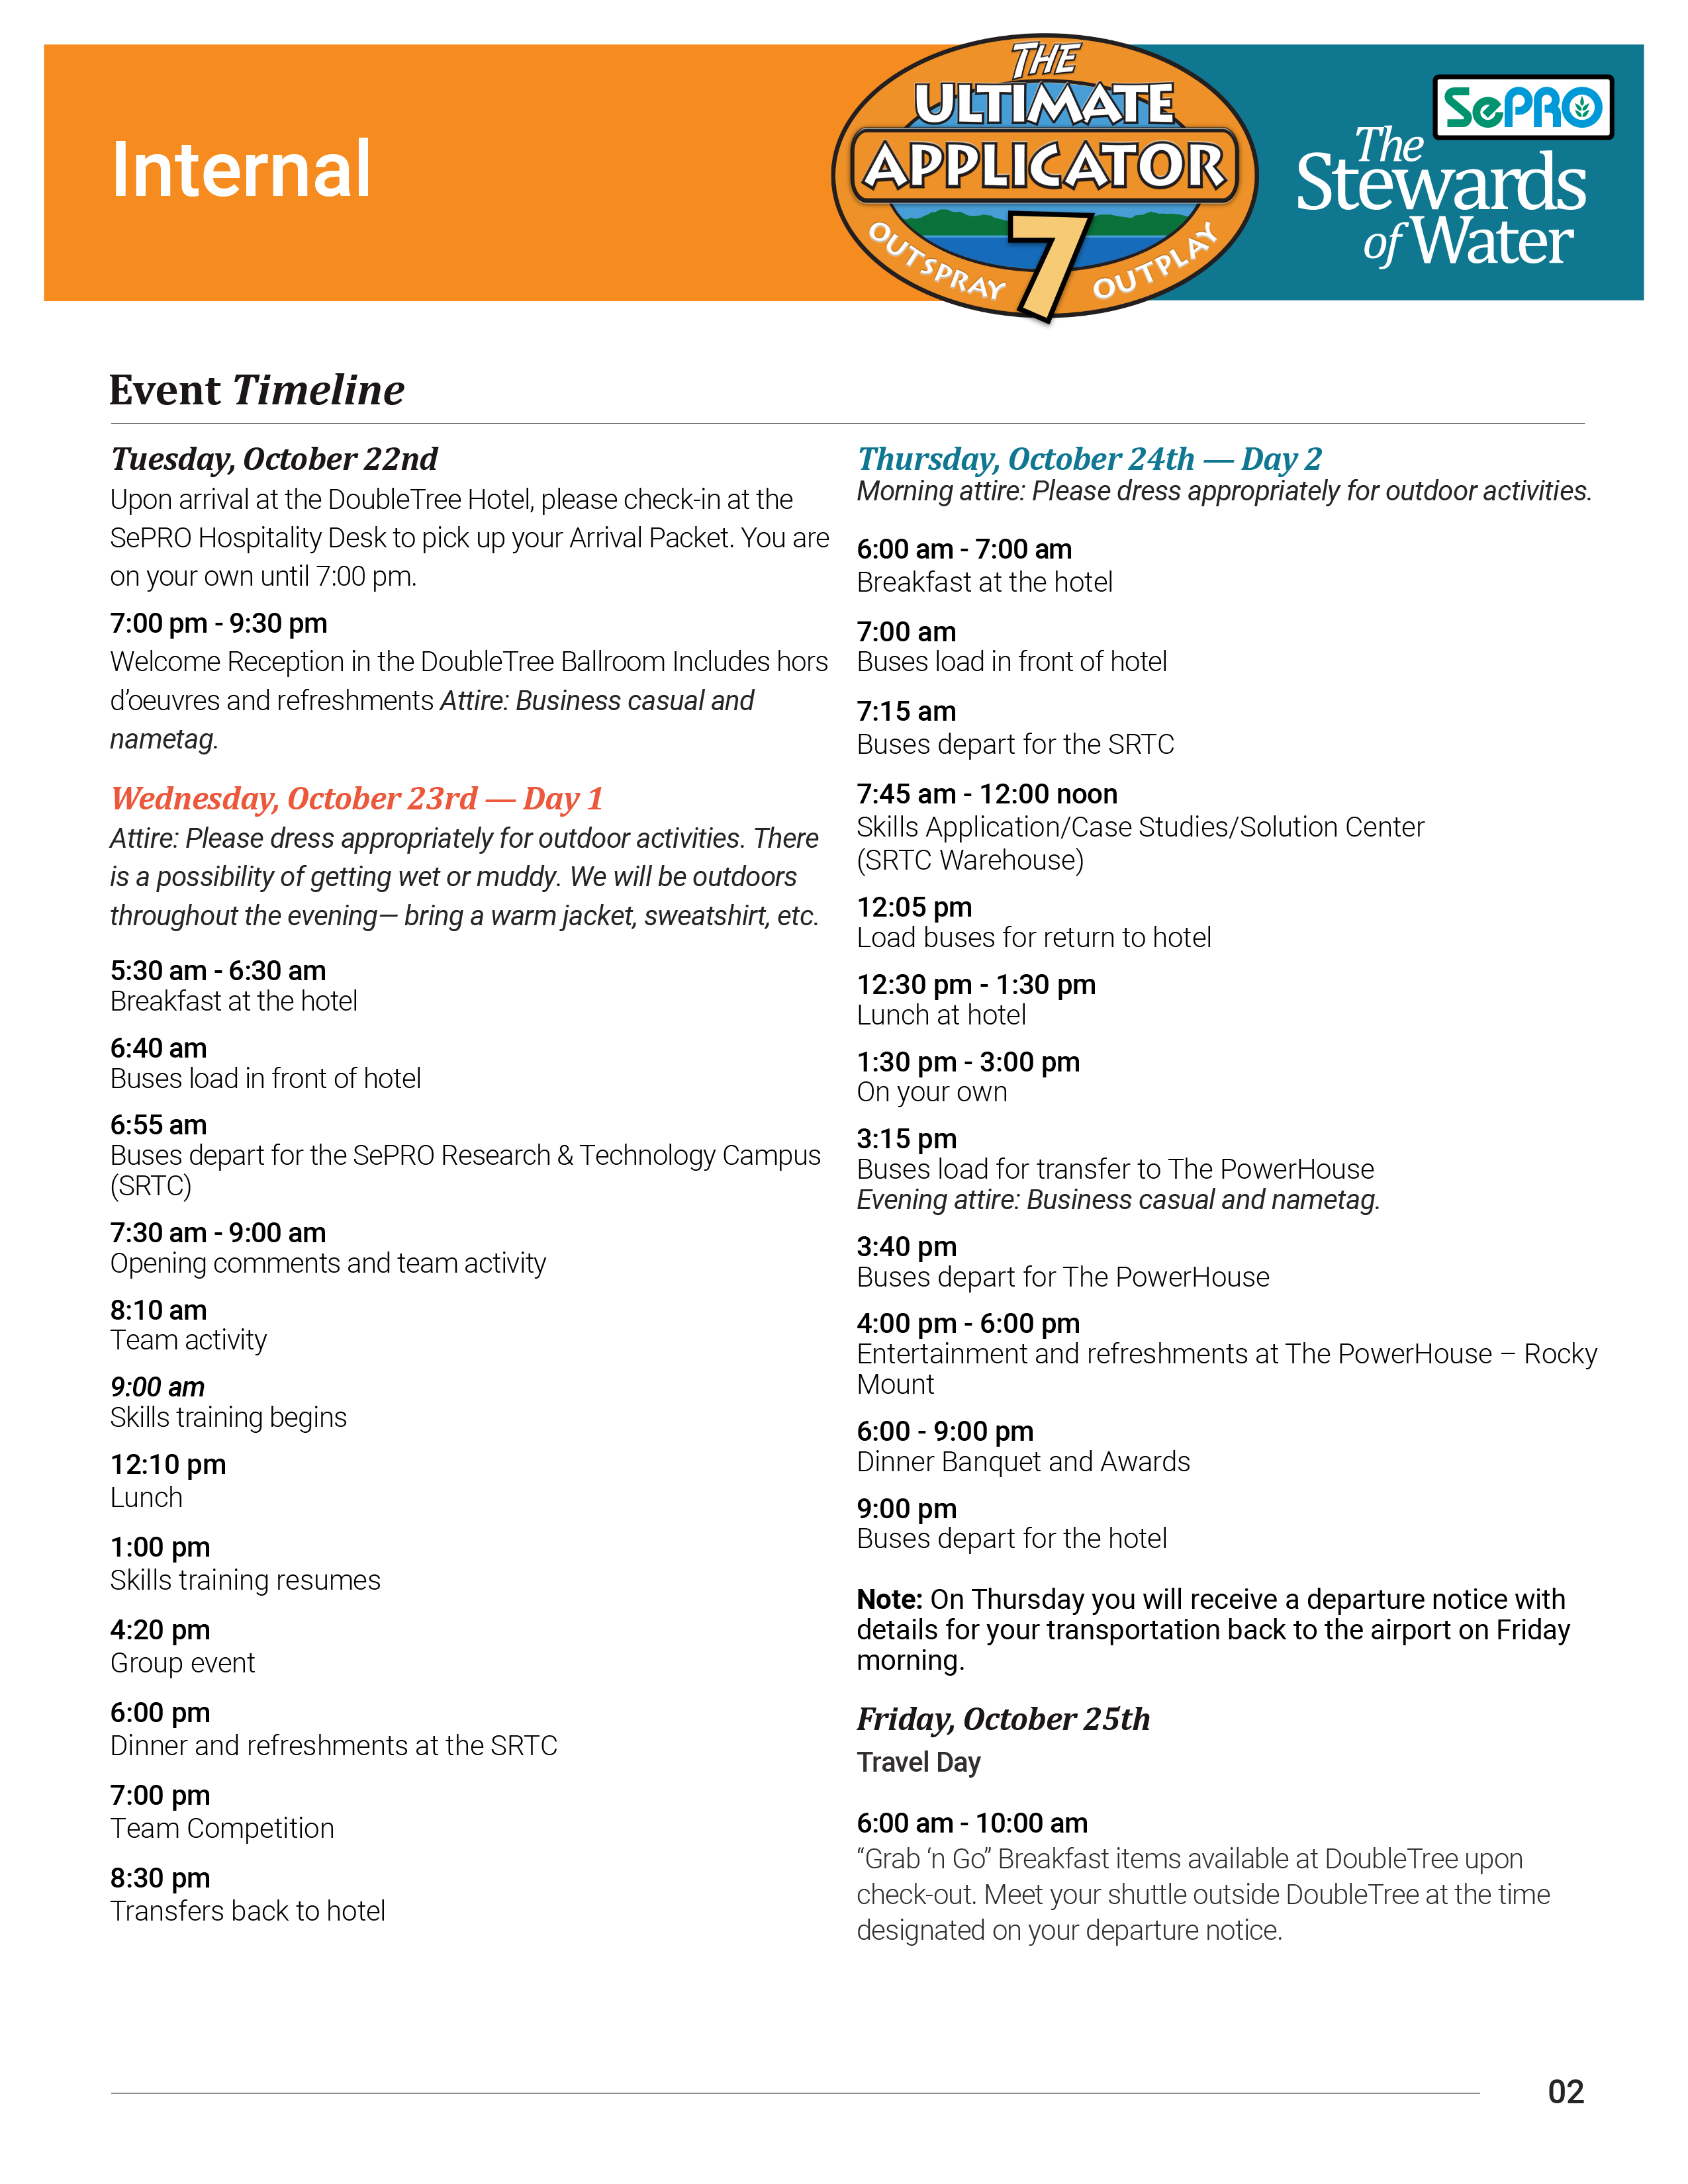 Internal
THE
ULTIMATE
APPLICATOR
7
OUTSPRAY OUTPLAY
SePRO
The
Stewards
of Water
Event Timeline
Tuesday, October 22nd
Upon arrival at the DoubleTree Hotel, please check-in at the
SePRO Hospitality Desk to pick up your Arrival Packet. You are
on your own until 7:00 pm.
7:00 pm - 9:30 pm
Welcome Reception in the DoubleTree Ballroom Includes hors
d’oeuvres and refreshments Attire: Business casual and
nametag.
Wednesday, October 23rd — Day 1
Attire: Please dress appropriately for outdoor activities. There
is a possibility of getting wet or muddy. We will be outdoors
throughout the evening— bring a warm jacket, sweatshirt, etc.
5:30 am - 6:30 am
Breakfast at the hotel
6:40 am
Buses load in front of hotel
6:55 am
Buses depart for the SePRO Research & Technology Campus
(SRTC)
7:30 am - 9:00 am
Opening comments and team activity
8:10 am
Team activity
9:00 am
Skills training begins
12:10 pm
Lunch
1:00 pm
Skills training resumes
4:20 pm
Group event
6:00 pm
Dinner and refreshments at the SRTC
7:00 pm
Team Competition
8:30 pm
Transfers back to hotel
Thursday, October 24th — Day 2
Morning attire: Please dress appropriately for outdoor activities.
6:00 am - 7:00 am
Breakfast at the hotel
7:00 am
Buses load in front of hotel
7:15 am
Buses depart for the SRTC
7:45 am - 12:00 noon
Skills Application/Case Studies/Solution Center
(SRTC Warehouse)
12:05 pm
Load buses for return to hotel
12:30 pm - 1:30 pm
Lunch at hotel
1:30 pm - 3:00 pm
On your own
3:15 pm
Buses load for transfer to The PowerHouse
Evening attire: Business casual and nametag.
3:40 pm
Buses depart for The PowerHouse
4:00 pm - 6:00 pm
Entertainment and refreshments at The PowerHouse – Rocky
Mount
6:00 - 9:00 pm
Dinner Banquet and Awards
9:00 pm
Buses depart for the hotel
Note: On Thursday you will receive a departure notice with
details for your transportation back to the airport on Friday
morning.
Friday, October 25th
Travel Day
6:00 am - 10:00 am
“Grab ‘n Go” Breakfast items available at DoubleTree upon
check-out. Meet your shuttle outside DoubleTree at the time
designated on your departure notice.
02